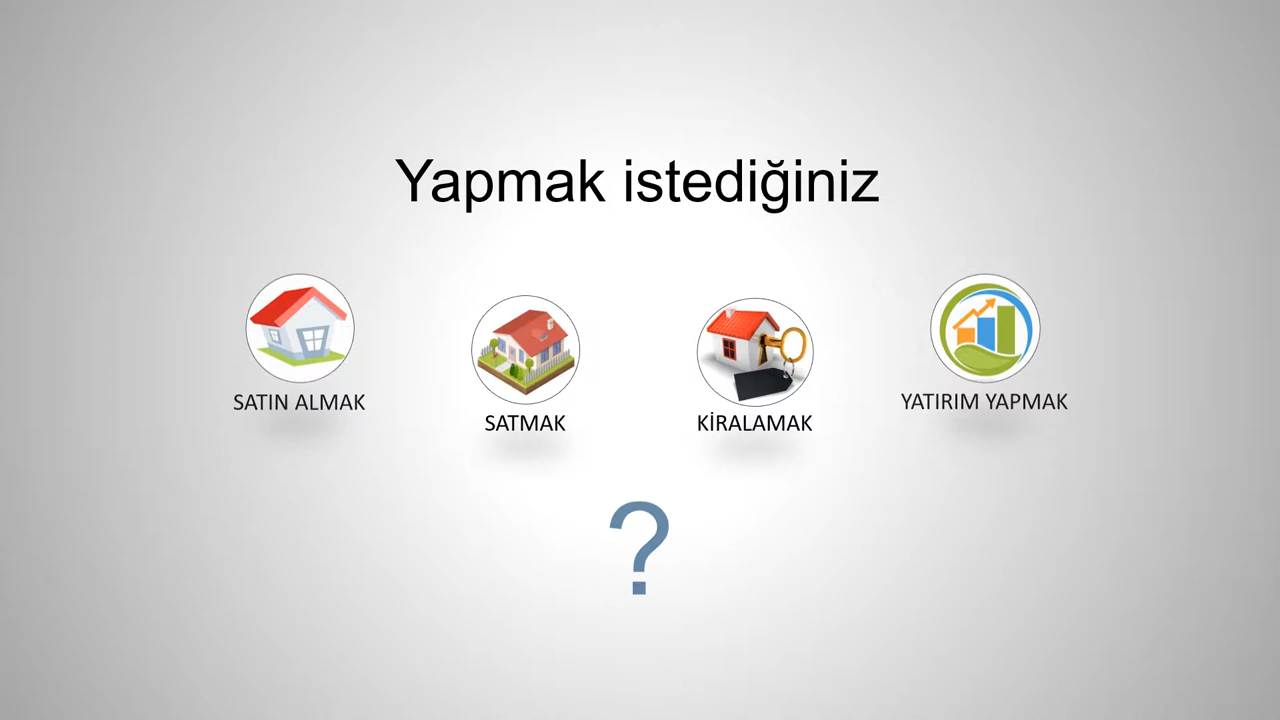 Yapmak istediğiniz
SATIN ALMAK
SATMAK
KİRALAMAK
YATIRIM YAPMAK
?